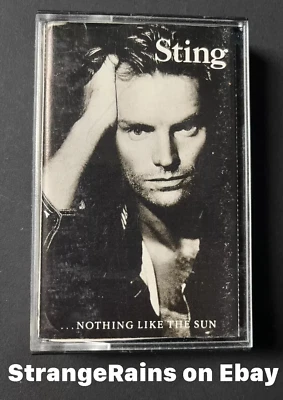 Sting
...NOTHING LIKE THE SUN
StrangeRains on Ebay